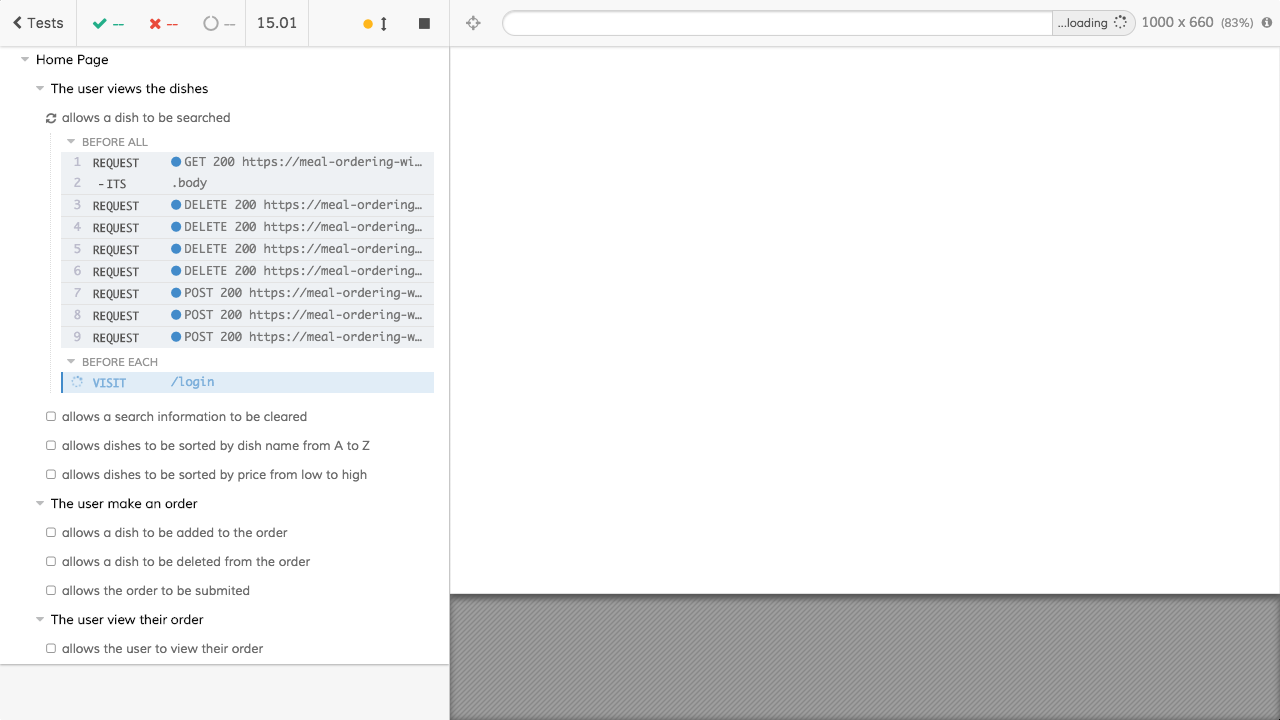 Tests -- -- -- 15.01 ...loading 1000 x 660 (83%)
Home Page
The user views the dishes
allows a dish to be searched
BEFORE ALL
1 REQUEST GET 200 https://meal-ordering-wi...
2 -ITS .body
3 REQUEST DELETE 200 https://meal-ordering...
4 REQUEST DELETE 200 https://meal-ordering...
5 REQUEST DELETE 200 https://meal-ordering...
6 REQUEST DELETE 200 https://meal-ordering...
7 REQUEST POST 200 https://meal-ordering-w...
8 REQUEST POST 200 https://meal-ordering-w...
9 REQUEST POST 200 https://meal-ordering-w...
BEFORE EACH
VISIT /login
allows a search information to be cleared
allows dishes to be sorted by dish name from A to Z
allows dishes to be sorted by price from low to high
The user make an order
allows a dish to be added to the order
allows a dish to be deleted from the order
allows the order to be submited
The user view their order
allows the user to view their order